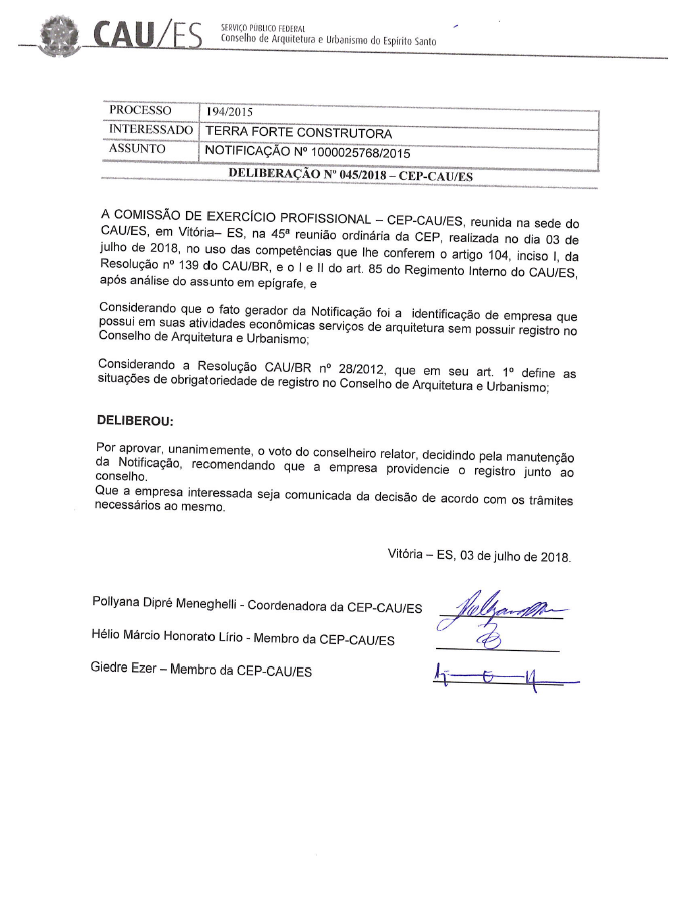 CAU/ES
SERVIÇO PÚBLICO FEDERAL
Conselho de Arquitetura e Urbanismo do Espírito Santo
PROCESSO 194/2015
INTERESSADO TERRA FORTE CONSTRUTORA
ASSUNTO NOTIFICAÇÃO Nº 1000025768/2015
DELIBERAÇÃO Nº 045/2018 – CEP-CAU/ES
A COMISSÃO DE EXERCÍCIO PROFISSIONAL – CEP-CAU/ES, reunida na sede do
CAU/ES, em Vitória– ES, na 45ª reunião ordinária da CEP, realizada no dia 03 de
julho de 2018, no uso das competências que lhe conferem o artigo 104, inciso I, da
Resolução nº 139 do CAU/BR, e o I e II do art. 85 do Regimento Interno do CAU/ES,
após análise do assunto em epígrafe, e
Considerando que o fato gerador da Notificação foi a identificação de empresa que
possui em suas atividades econômicas serviços de arquitetura sem possuir registro no
Conselho de Arquitetura e Urbanismo;
Considerando a Resolução CAU/BR nº 28/2012, que em seu art. 1º define as
situações de obrigatoriedade de registro no Conselho de Arquitetura e Urbanismo;
DELIBEROU:
Por aprovar, unanimemente, o voto do conselheiro relator, decidindo pela manutenção
da Notificação, recomendando que a empresa providencie o registro junto ao
conselho.
Que a empresa interessada seja comunicada da decisão de acordo com os trâmites
necessários ao mesmo.
Vitória – ES, 03 de julho de 2018.
Pollyana Dipré Meneghelli - Coordenadora da CEP-CAU/ES
Hélio Márcio Honorato Lírio - Membro da CEP-CAU/ES
Giedre Ezer – Membro da CEP-CAU/ES